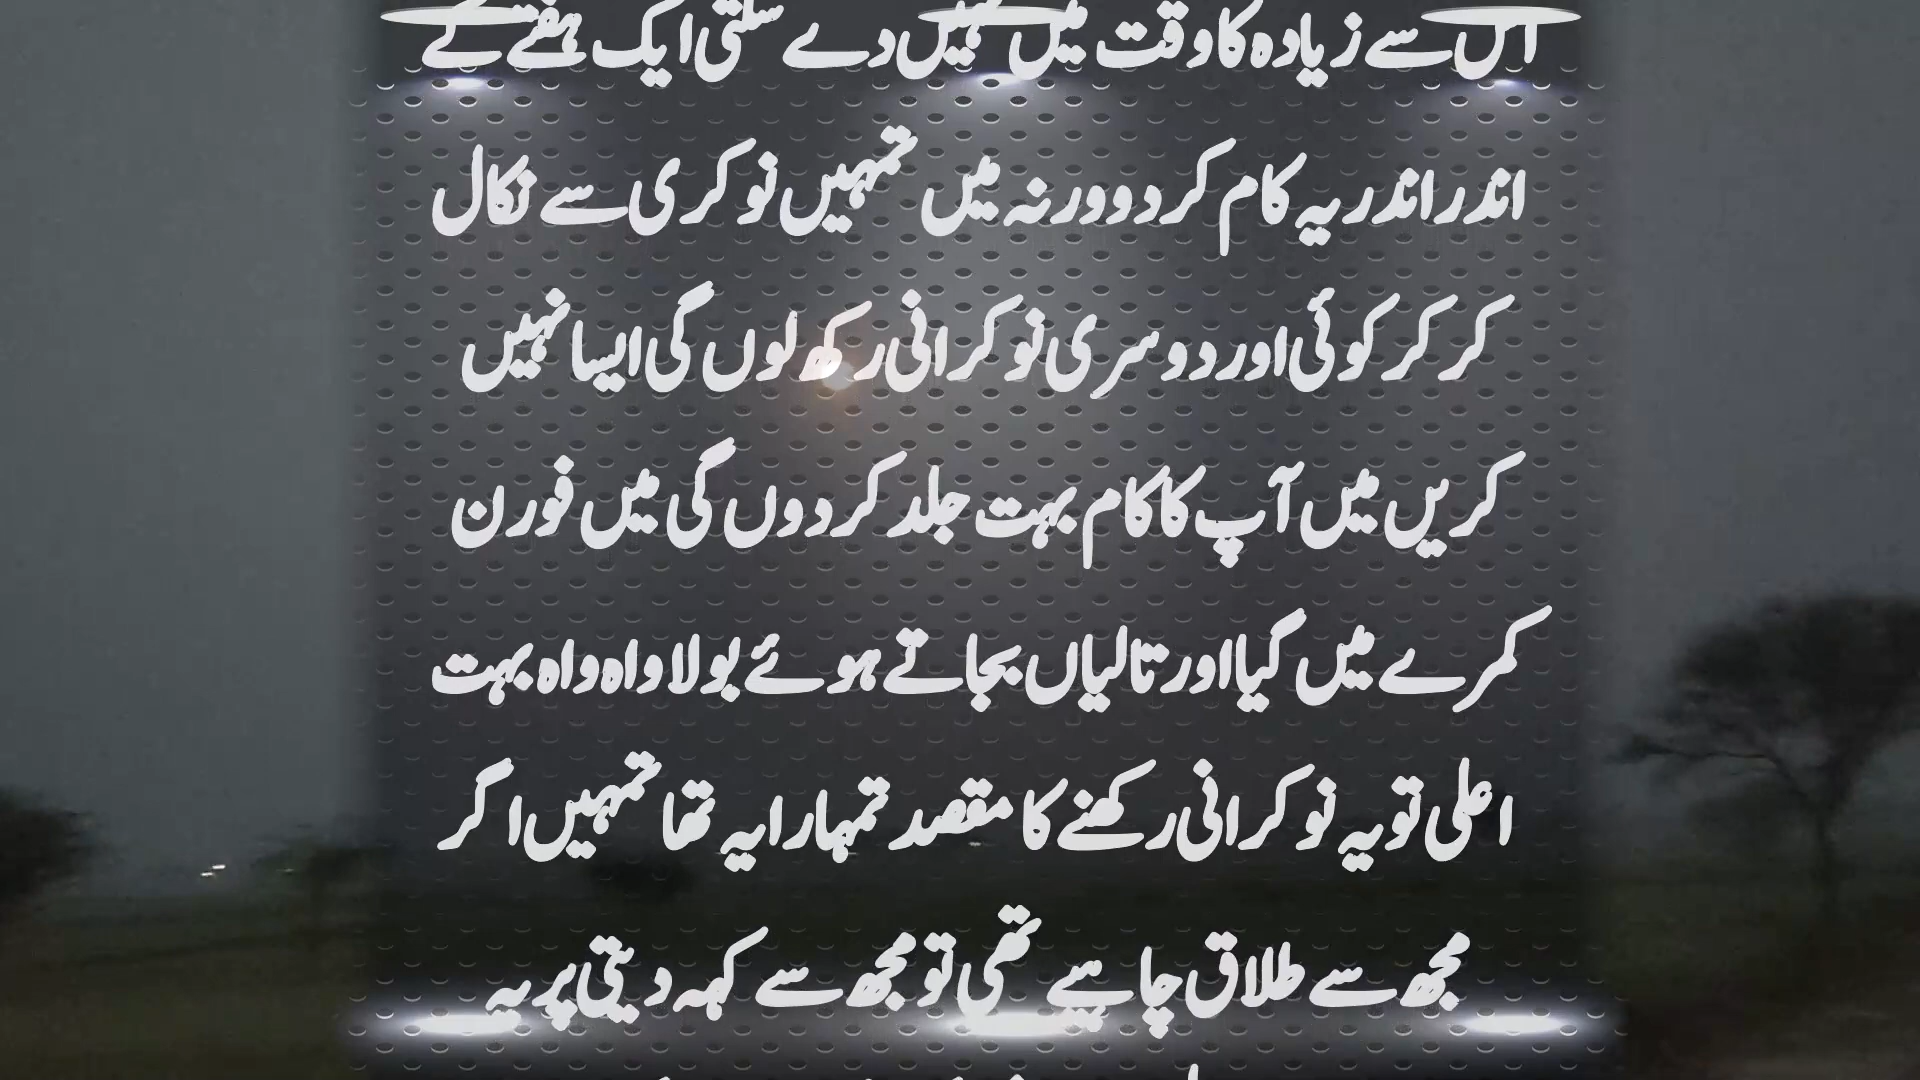 اس سے زیادہ کا وقت میں نہیں دے سکتی ایک ہفتے کے
اندر اندر یہ کام کر دو ورنہ میں تمہیں نوکری سے نکال
کر کر کوئی اور دوسری نوکرانی رکھ لوں گی ایسا نہیں
کریں میں آپ کا کام بہت جلد کر دوں گی میں فورن
کمرے میں گیا اور تالیاں بجاتے ہوئے بولا واہ واہ بہت
اعلی تو یہ نوکرانی رکھنے کا مقصد تمہارا یہ تھا تمہیں اگر
مجھ سے طلاق چاہیے تھی تو مجھ سے کہہ دیتی پر یہ